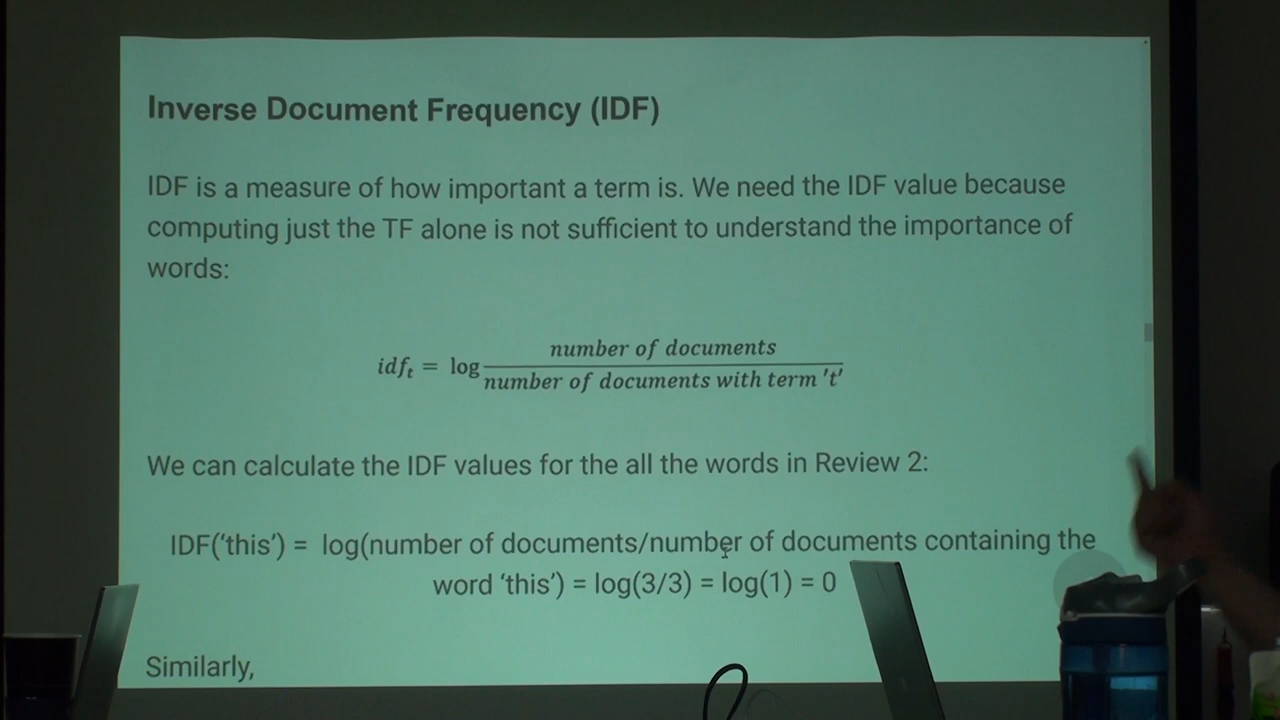 Inverse Document Frequency (IDF)
IDF is a measure of how important a term is. We need the IDF value because
computing just the TF alone is not sufficient to understand the importance of
words:
idfₜ = log number of documents
number of documents with term 't'
We can calculate the IDF values for the all the words in Review 2:
IDF(‘this’) = log(number of documents/number of documents containing the
word ‘this’) = log(3/3) = log(1) = 0
Similarly,